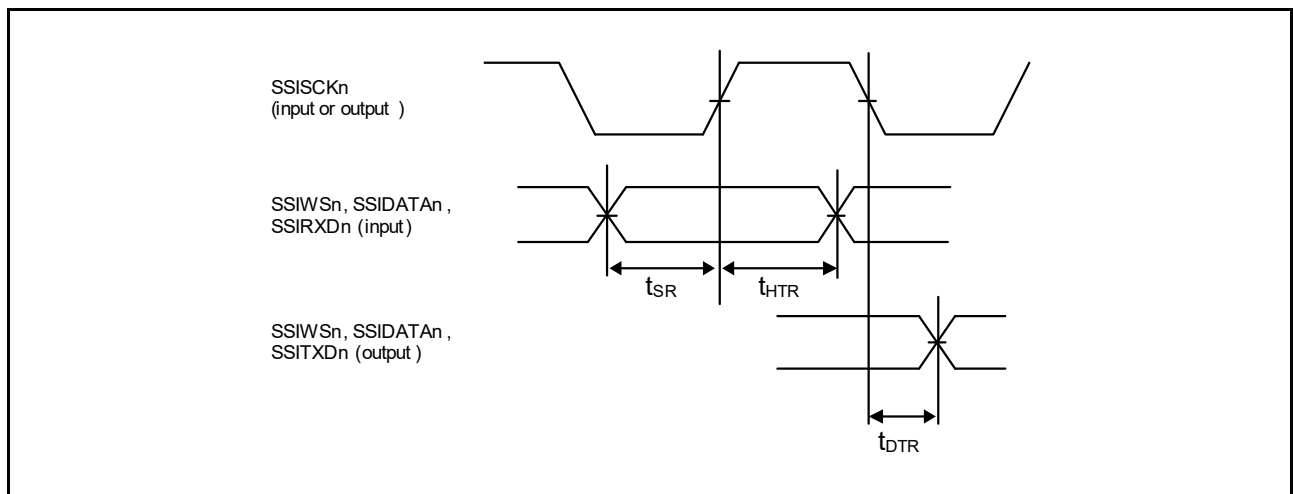 SSISCKn
(input or output )
SSIWSn, SSIDATAn ,
SSIRXDn (input)
tSR
tHTR
SSIWSn, SSIDATAn ,
SSITXDn (output )
tDTR